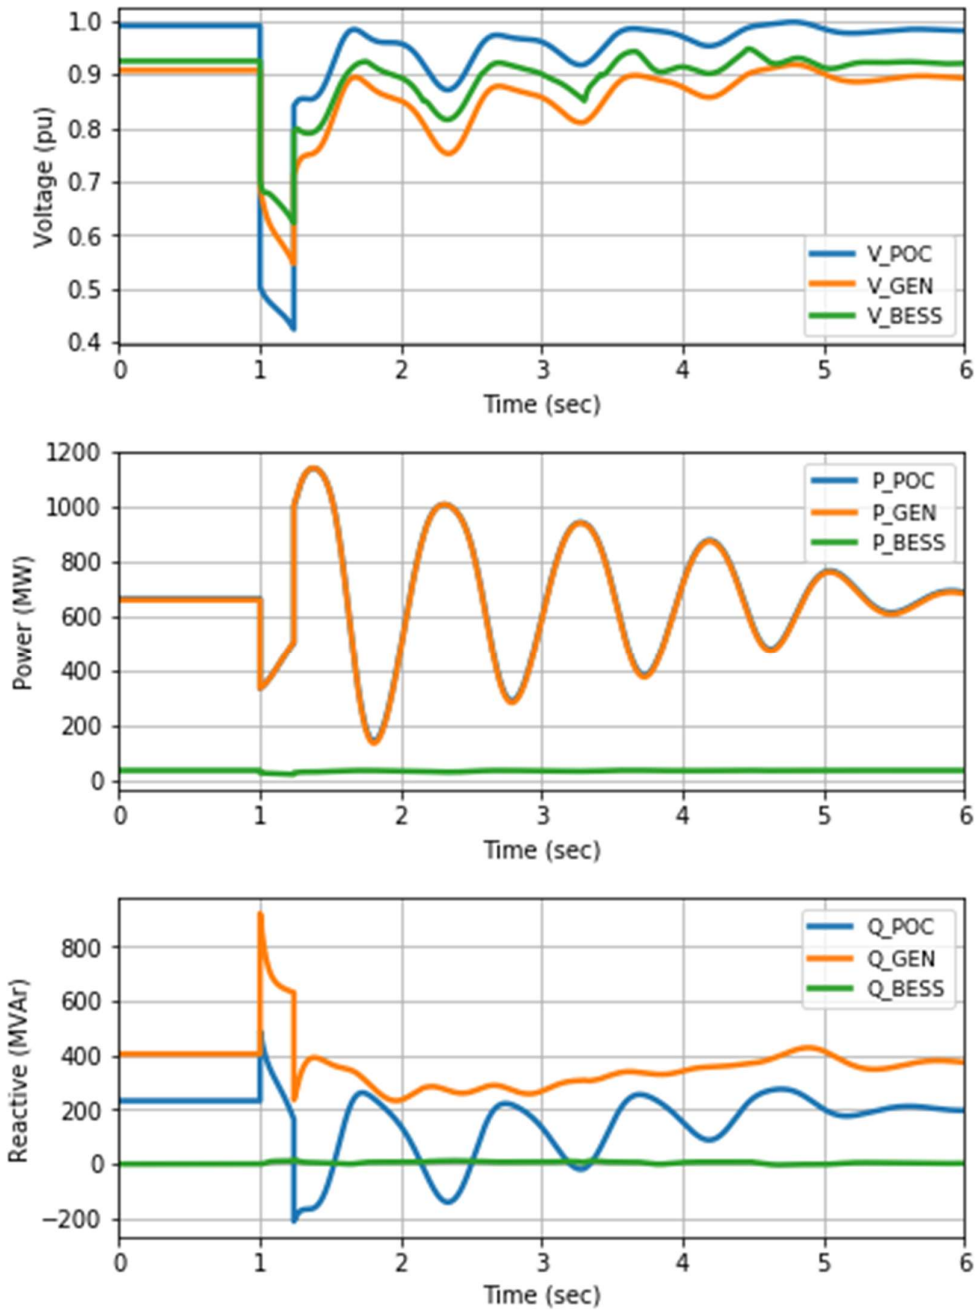 1.0
0.9
0.8
0.7
0.6
0.5
0.4
Voltage (pu)
V_POC
V_GEN
V_BESS
0 1 2 3 4 5 6
Time (sec)
1200
1000
800
600
400
200
0
Power (MW)
P_POC
P_GEN
P_BESS
0 1 2 3 4 5 6
Time (sec)
800
600
400
200
0
−200
Reactive (MVAr)
Q_POC
Q_GEN
Q_BESS
0 1 2 3 4 5 6
Time (sec)